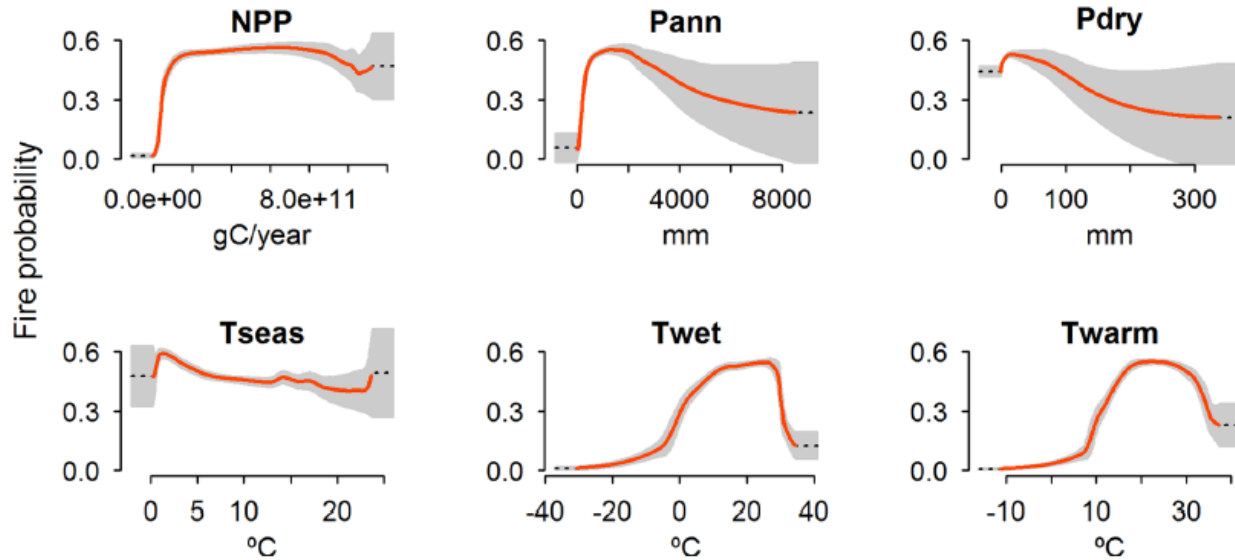 NPP
Pann
Pdry
Fire probability
0.6
0.3
0.0
0.0e+00 8.0e+11
gC/year
0.6
0.3
0.0
0 4000 8000
mm
0.6
0.3
0.0
0 100 300
mm
Tseas
Twet
Twarm
0.6
0.3
0.0
0 5 10 20
ºC
0.6
0.3
0.0
-40 -20 0 20 40
ºC
0.6
0.3
0.0
-10 10 30
ºC